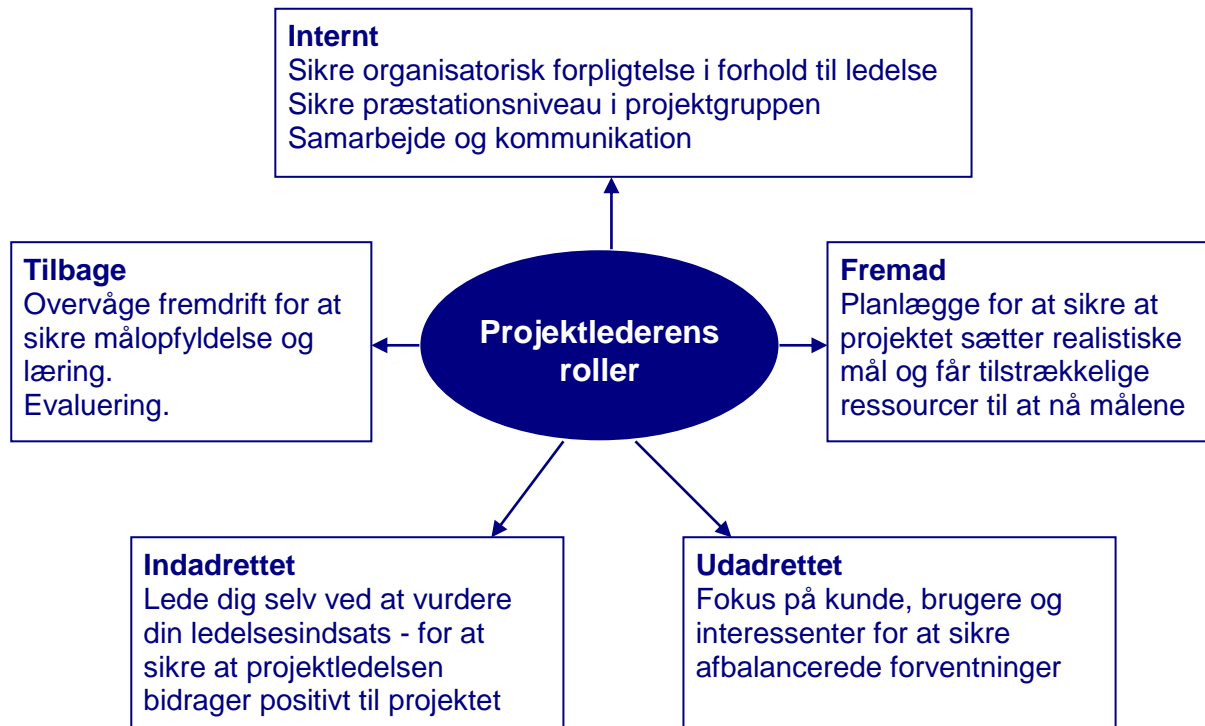 Internt
Sikre organisatorisk forpligtelse i forhold til ledelse
Sikre præstationsniveau i projektgruppen
Samarbejde og kommunikation
Tilbage
Overvåge fremdrift for at
sikre målopfyldelse og
læring.
Evaluering.
Projektlederens
roller
Fremad
Planlægge for at sikre at
projektet sætter realistiske
mål og får tilstrækkelige
ressourcer til at nå målene
Indadrettet
Lede dig selv ved at vurdere
din ledelsesindsats - for at
sikre at projektledelsen
bidrager positivt til projektet
Udadrettet
Fokus på kunde, brugere og
interessenter for at sikre
afbalancerede forventninger